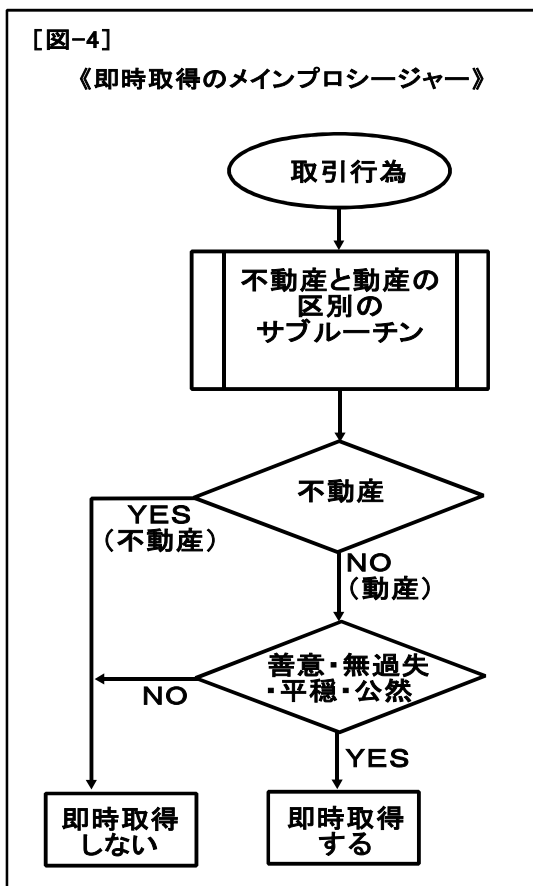 [図-4]
《即時取得のメインプロシージャー》
取引行為
不動産と動産の
区別の
サブルーチン
不動産
YES
(不動産)
NO
(動産)
善意・無過失
・平穏・公然
NO
YES
即時取得
しない
即時取得
する